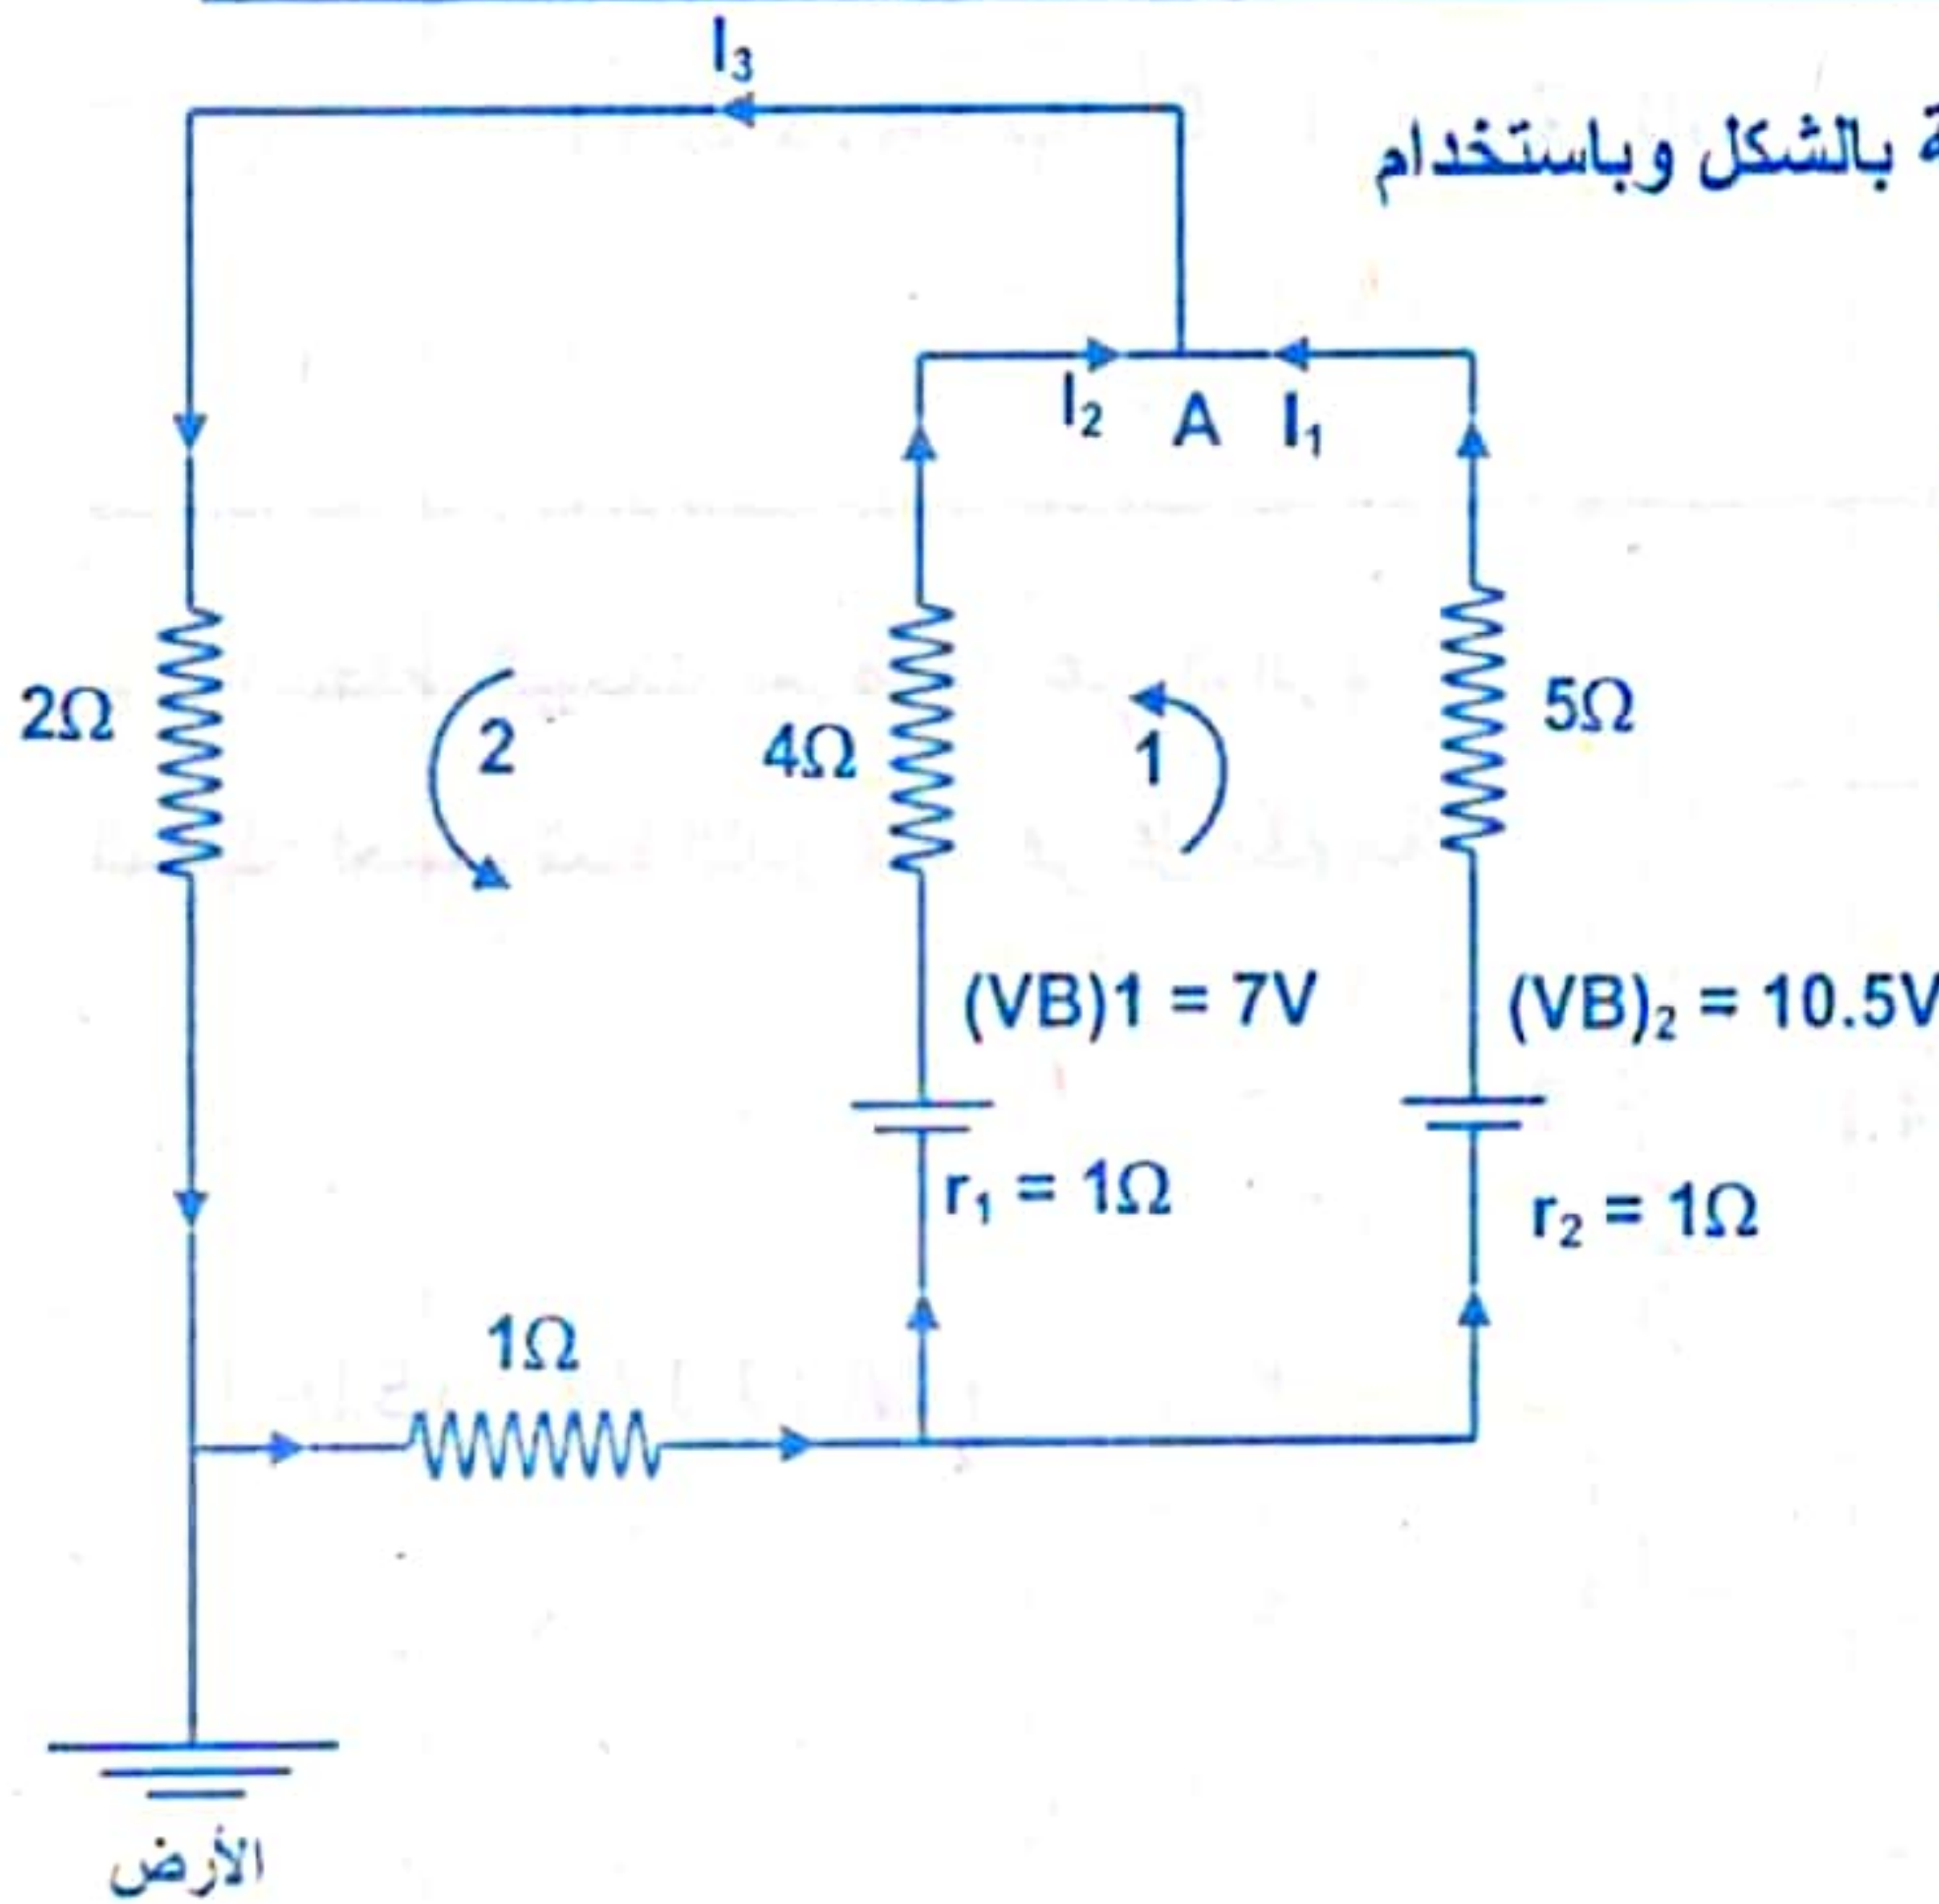 I₃
بالشكل وباستخدام
I₂ A I₁
2Ω
2
4Ω
1
5Ω
(VB)1 = 7V
(VB)₂ = 10.5V
r₁ = 1Ω
r₂ = 1Ω
1Ω
الأرض